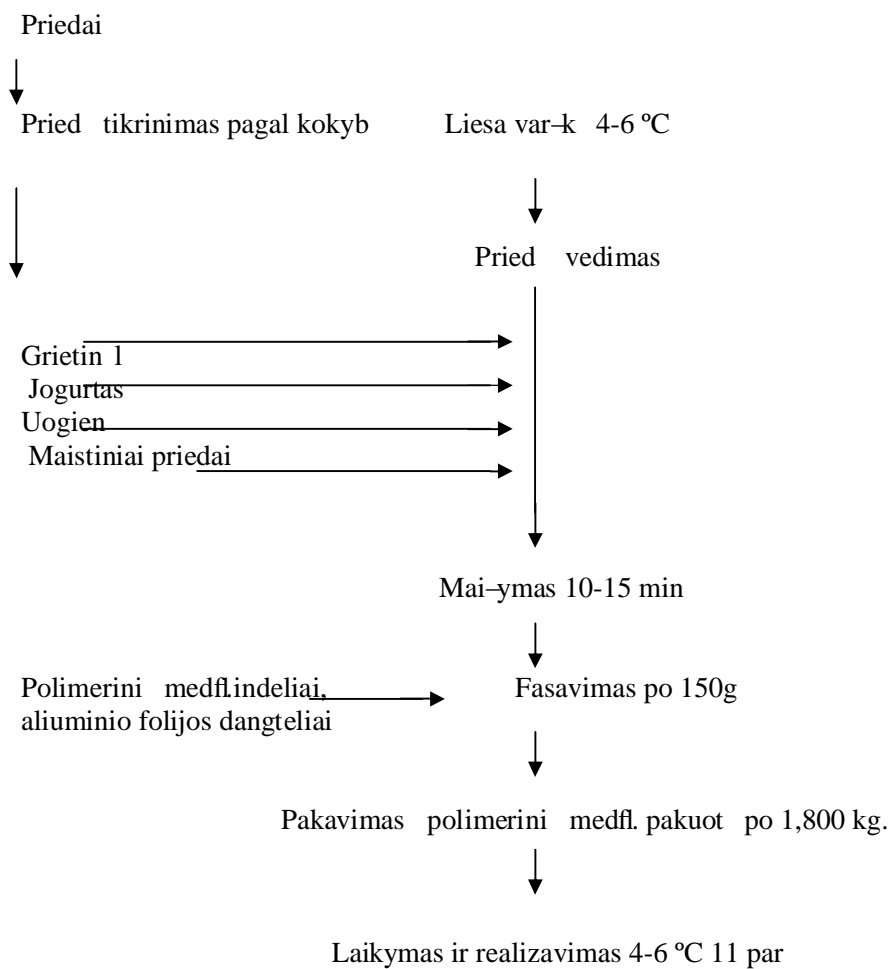 Priedai
Pried tikrinimas pagal kokyb Liesa var–k 4-6 ºC
Pried vedimas
Grietin l
Jogurtas
Uogien
Maistiniai priedai
Mai–ymas 10-15 min
Polimerini medfl.indeliai, Fasavimas po 150g
aliuminio folijos dangteliai
Pakavimas polimerini medfl. pakuot po 1,800 kg.
Laikymas ir realizavimas 4-6 ºC 11 par